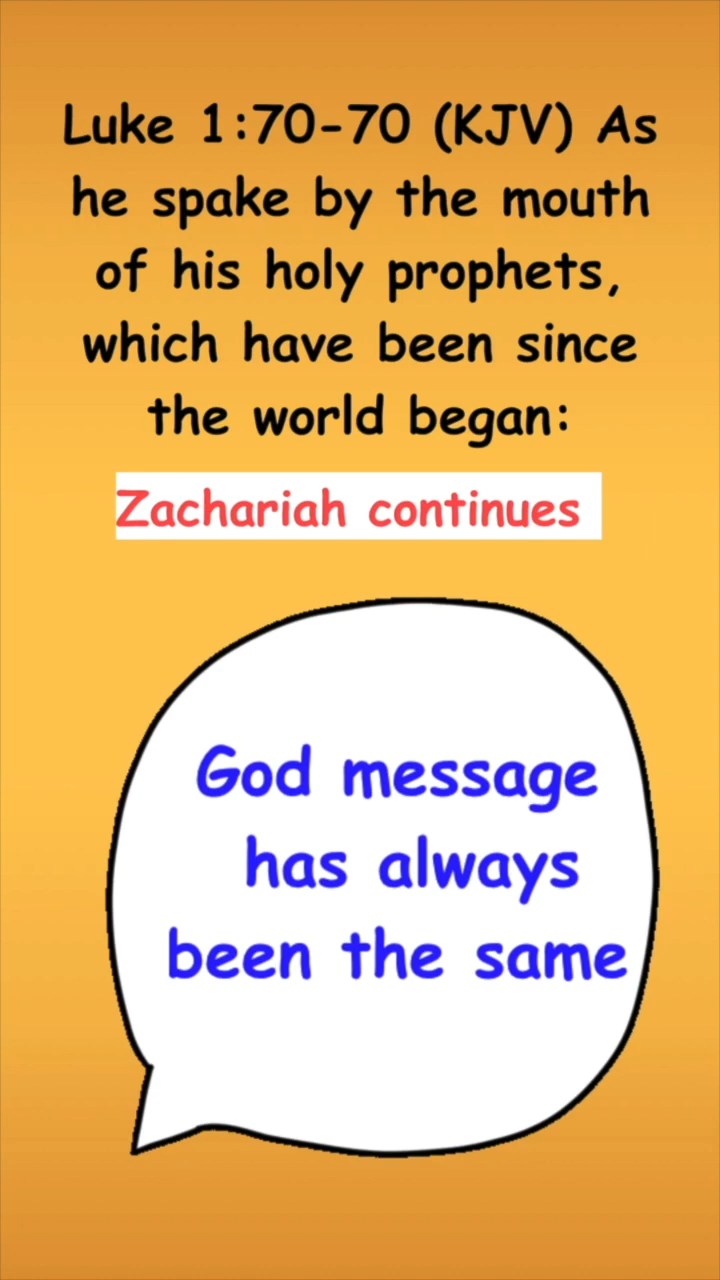 Luke 1:70-70 (KJV) As
he spake by the mouth
of his holy prophets,
which have been since
the world began:
Zachariah continues
God message
has always
been the same